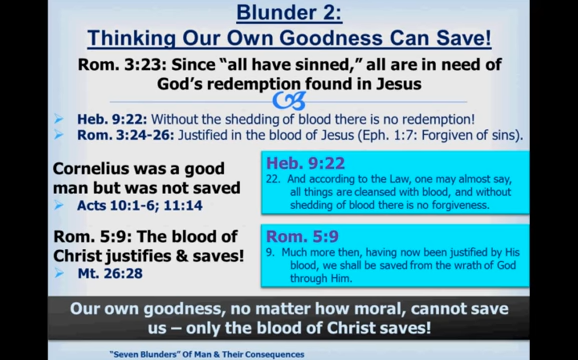 Blunder 2:
Thinking Our Own Goodness Can Save!
Rom. 3:23: Since “all have sinned,” all are in need of
God’s redemption found in Jesus
Heb. 9:22: Without the shedding of blood there is no redemption!
Rom. 3:24-26: Justified in the blood of Jesus (Eph. 1:7: Forgiven of sins).
Cornelius was a good
man but was not saved
Acts 10:1-6; 11:14
Heb. 9:22
22. And according to the Law, one may almost say,
all things are cleansed with blood, and without
shedding of blood there is no forgiveness.
Rom. 5:9: The blood of
Christ justifies & saves!
Mt. 26:28
Rom. 5:9
9. Much more then, having now been justified by His
blood, we shall be saved from the wrath of God
through Him.
Our own goodness, no matter how moral, cannot save
us – only the blood of Christ saves!
“Seven Blunders” Of Man & Their Consequences